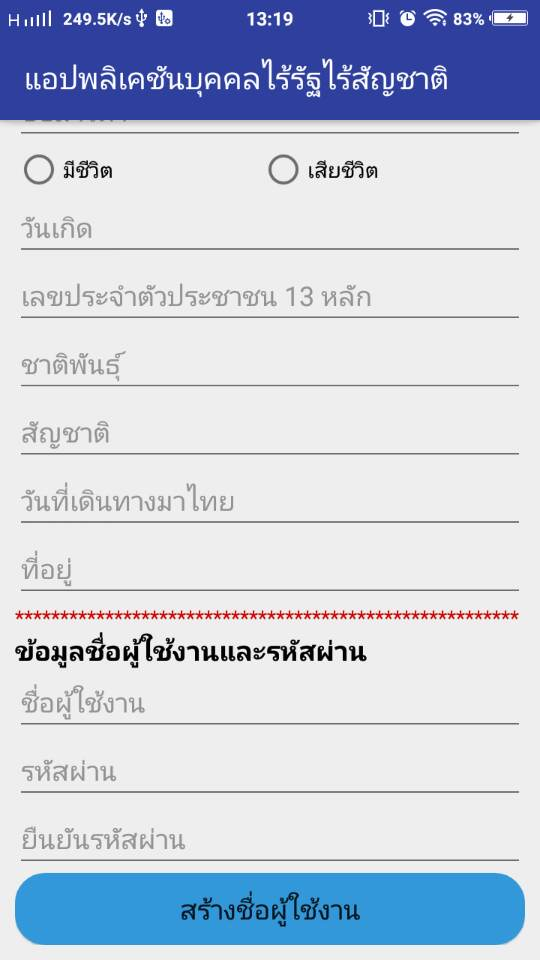 249.5K/s 13:19 83%
แอปพลิเคชันบุคคลไร้รัฐไร้สัญชาติ
มีชีวิต เสียชีวิต
วันเกิด
เลขประจำตัวประชาชน 13 หลัก
ชาติพันธุ์
สัญชาติ
วันที่เดินทางมาไทย
ที่อยู่
********************************************************
ข้อมูลชื่อผู้ใช้งานและรหัสผ่าน
ชื่อผู้ใช้งาน
รหัสผ่าน
ยืนยันรหัสผ่าน
สร้างชื่อผู้ใช้งาน